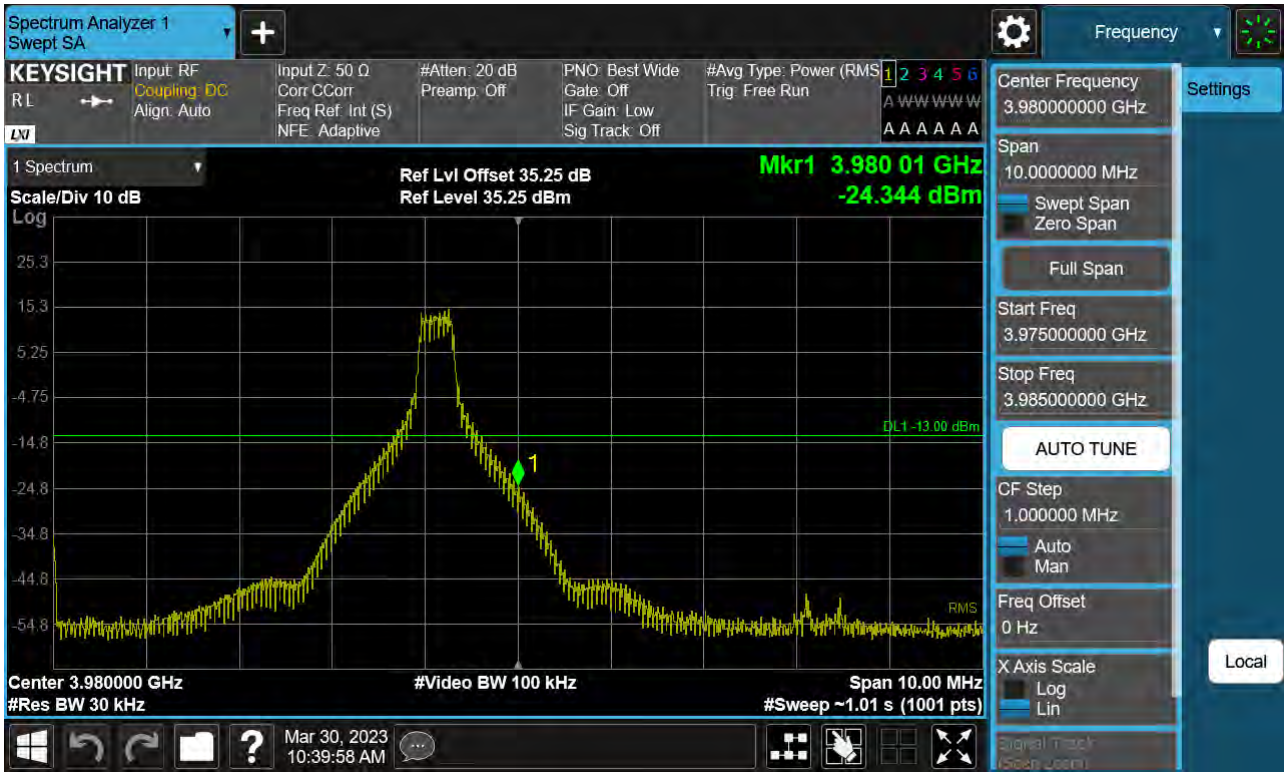 Spectrum Analyzer 1
Swept SA
+
Frequency
KEYSIGHT
RL
LXI
Input: RF
Coupling: DC
Align: Auto
Input Z: 50 Ω
Corr CCorr
Freq Ref: Int (S)
NFE: Adaptive
#Atten: 20 dB
Preamp: Off
PNO: Best Wide
Gate: Off
IF Gain: Low
Sig Track: Off
#Avg Type: Power (RMS
Trig: Free Run
1 2 3 4 5 6
A W W W W W
A A A A A A
1 Spectrum
Scale/Div 10 dB
Log
Ref Lvl Offset 35.25 dB
Ref Level 35.25 dBm
Mkr1 3.980 01 GHz
-24.344 dBm
25.3
15.3
5.25
-4.75
-14.8
-24.8
-34.8
-44.8
-54.8
DL1 -13.00 dBm
1
RMS
Center 3.980000 GHz
#Res BW 30 kHz
#Video BW 100 kHz
Span 10.00 MHz
#Sweep ~1.01 s (1001 pts)
Mar 30, 2023
10:39:58 AM
?
Center Frequency
3.980000000 GHz
Span
10.0000000 MHz
Swept Span
Zero Span
Full Span
Start Freq
3.975000000 GHz
Stop Freq
3.985000000 GHz
AUTO TUNE
CF Step
1.000000 MHz
Auto
Man
Freq Offset
0 Hz
X Axis Scale
Log
Lin
Signal Track
(Span Zoom)
Settings
Local